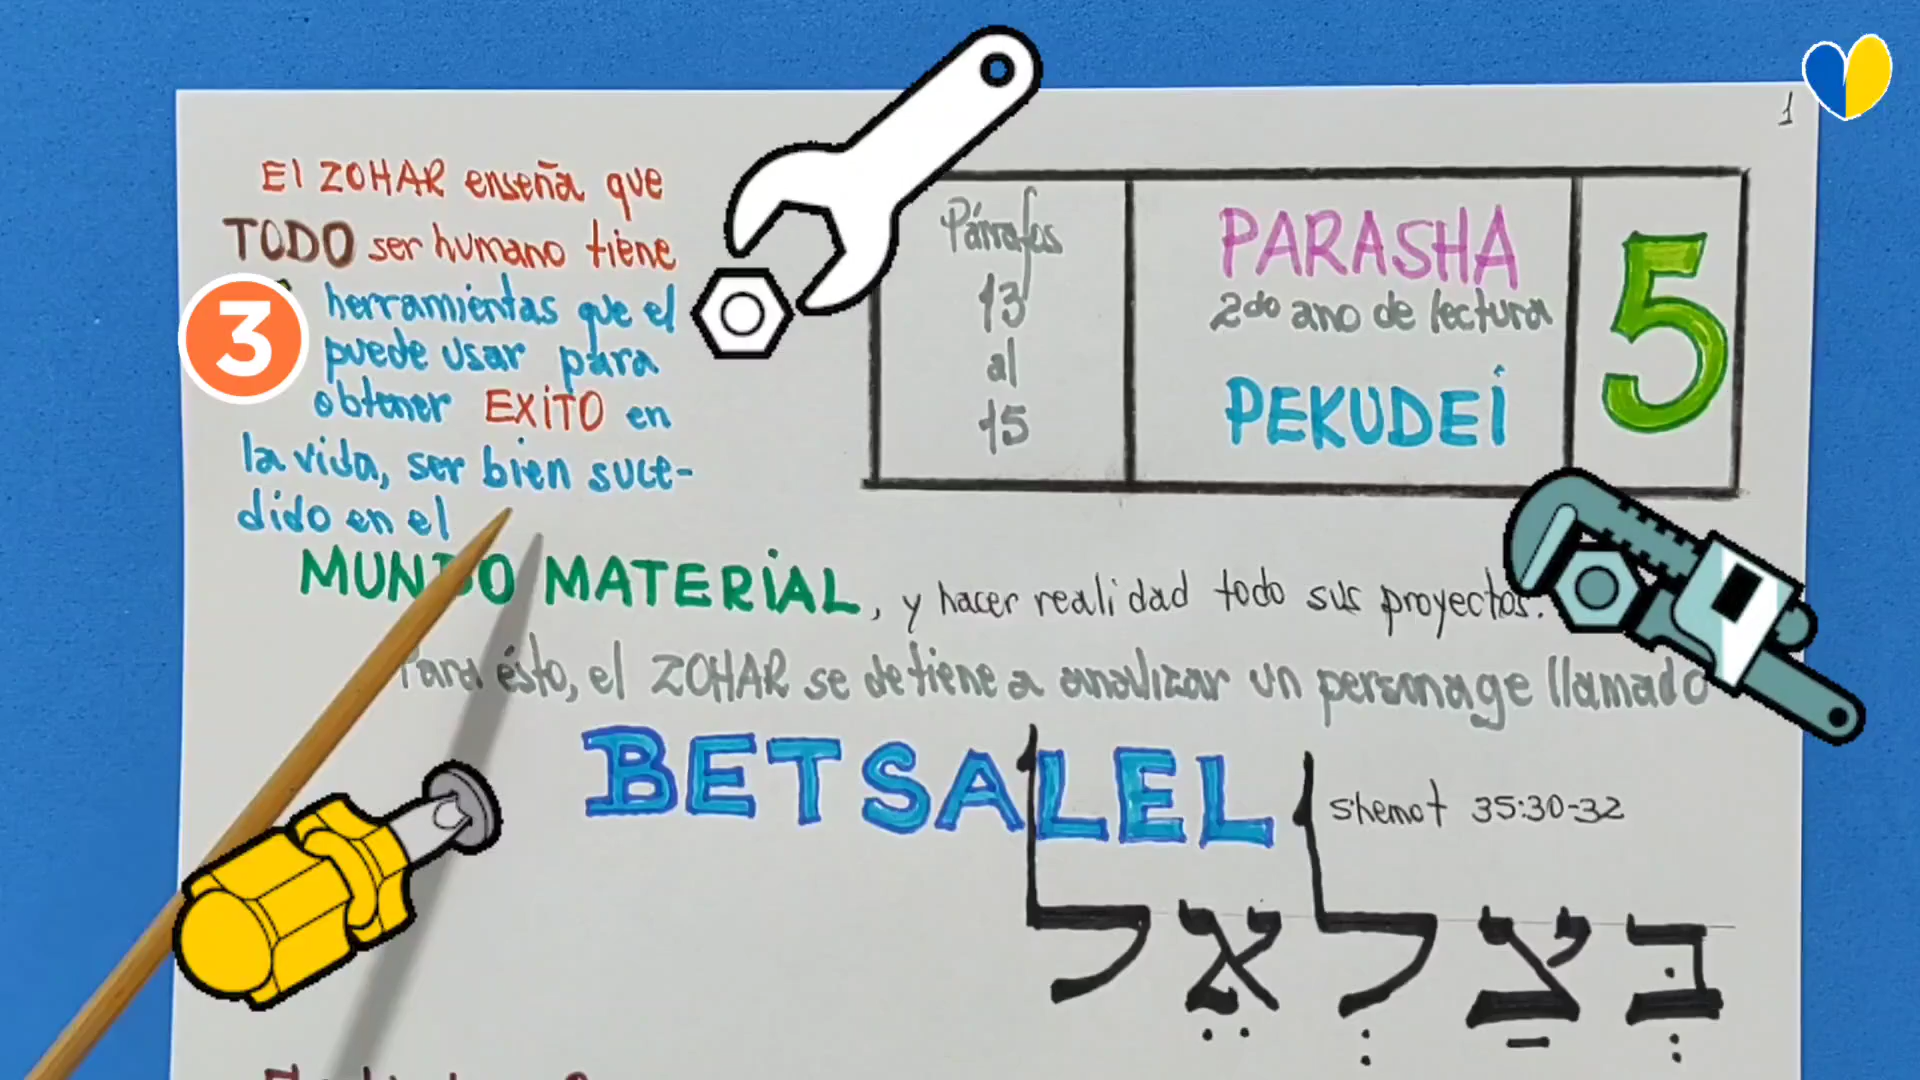 1
El ZOHAR enseña que
TODO ser humano tiene
3 herramientas que el
puede usar para
obtener EXITO en
la vida, ser bien suce-
dido en el
MUNDO MATERIAL, y hacer realidad todo sus proyectos.
Para ésto, el ZOHAR se detiene a analizar un personage llamado
BETSALEL
shemot 35:30-32
בְּצַלְאֵל
Párrafos
13
al
15
PARASHA
2do ano de lectura
PEKUDEI
5